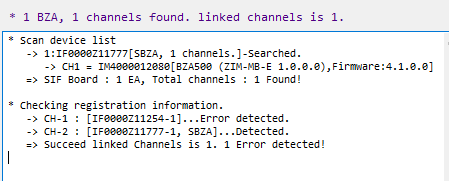 * 1 BZA, 1 channels found. linked channels is 1.
* Scan device list
-> 1:IF0000Z11777[SBZA, 1 channels.]-Searched.
-> CH1 = IM4000012080[BZA500 (ZIM-MB-E 1.0.0.0),Firmware:4.1.0.0]
=> SIF Board : 1 EA, Total channels : 1 Found!
* Checking registration information.
-> CH-1 : [IF0000Z11254-1]...Error detected.
-> CH-2 : [IF0000Z11777-1, SBZA]...Detected.
=> Succeed linked Channels is 1. 1 Error detected!